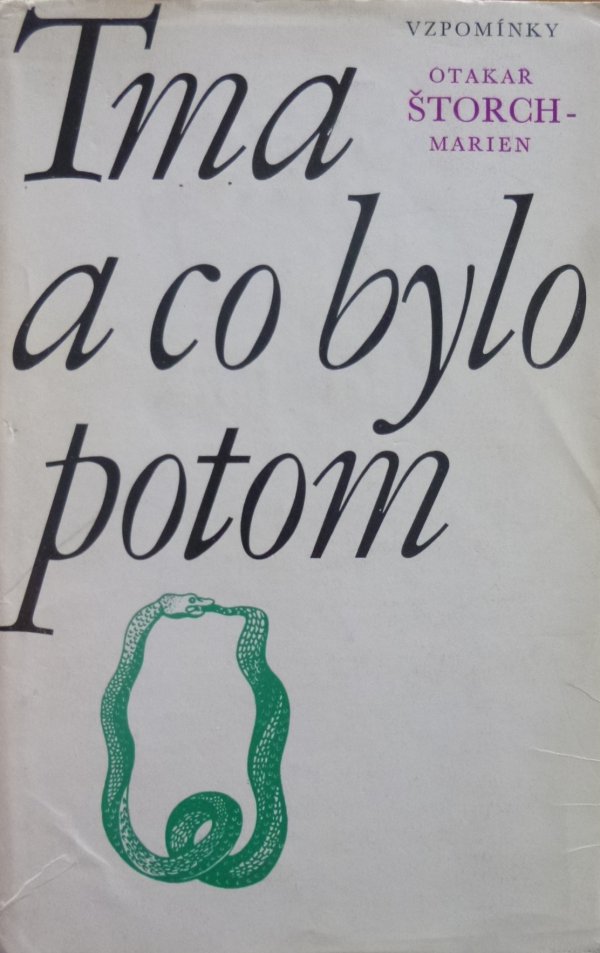 VZPOMÍNKY
OTAKAR
ŠTORCH-
MARIEN
Tma
a co bylo
potom